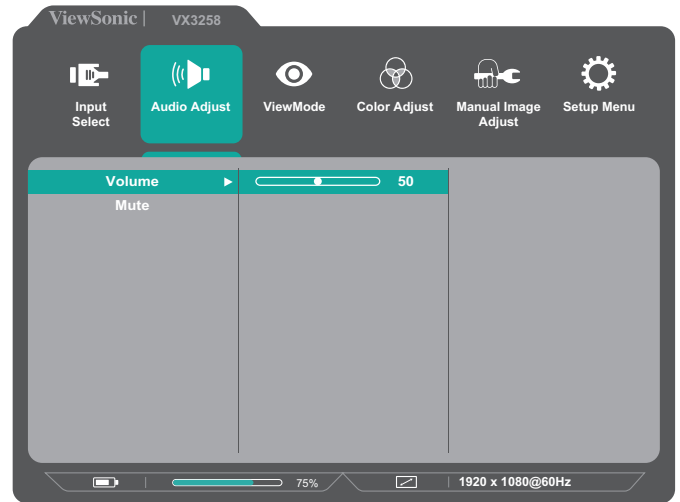 ViewSonic | VX3258
Input Select
Audio Adjust
ViewMode
Color Adjust
Manual Image Adjust
Setup Menu
Volume 50
Mute
75% 1920 x 1080@60Hz